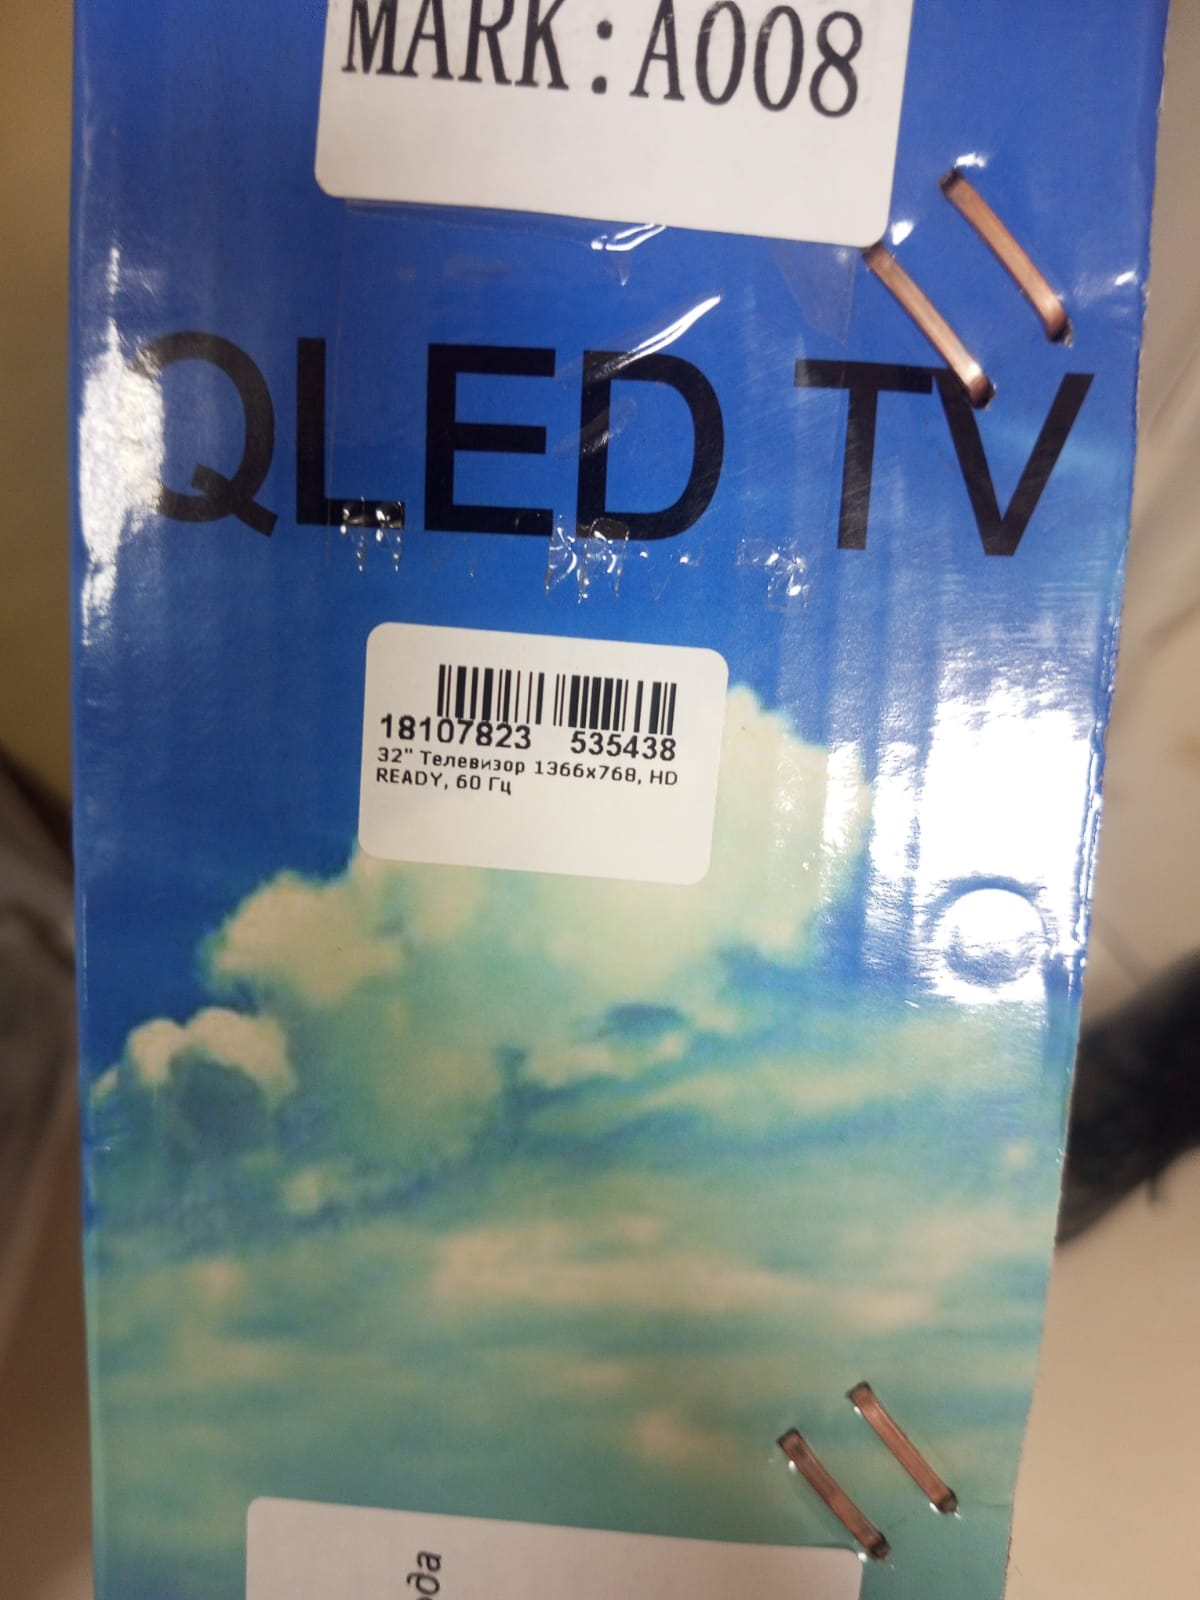 MARK:A008
QLED TV
18107823 535438
32" Телевизор 1366x768, HD
READY, 60 Гц